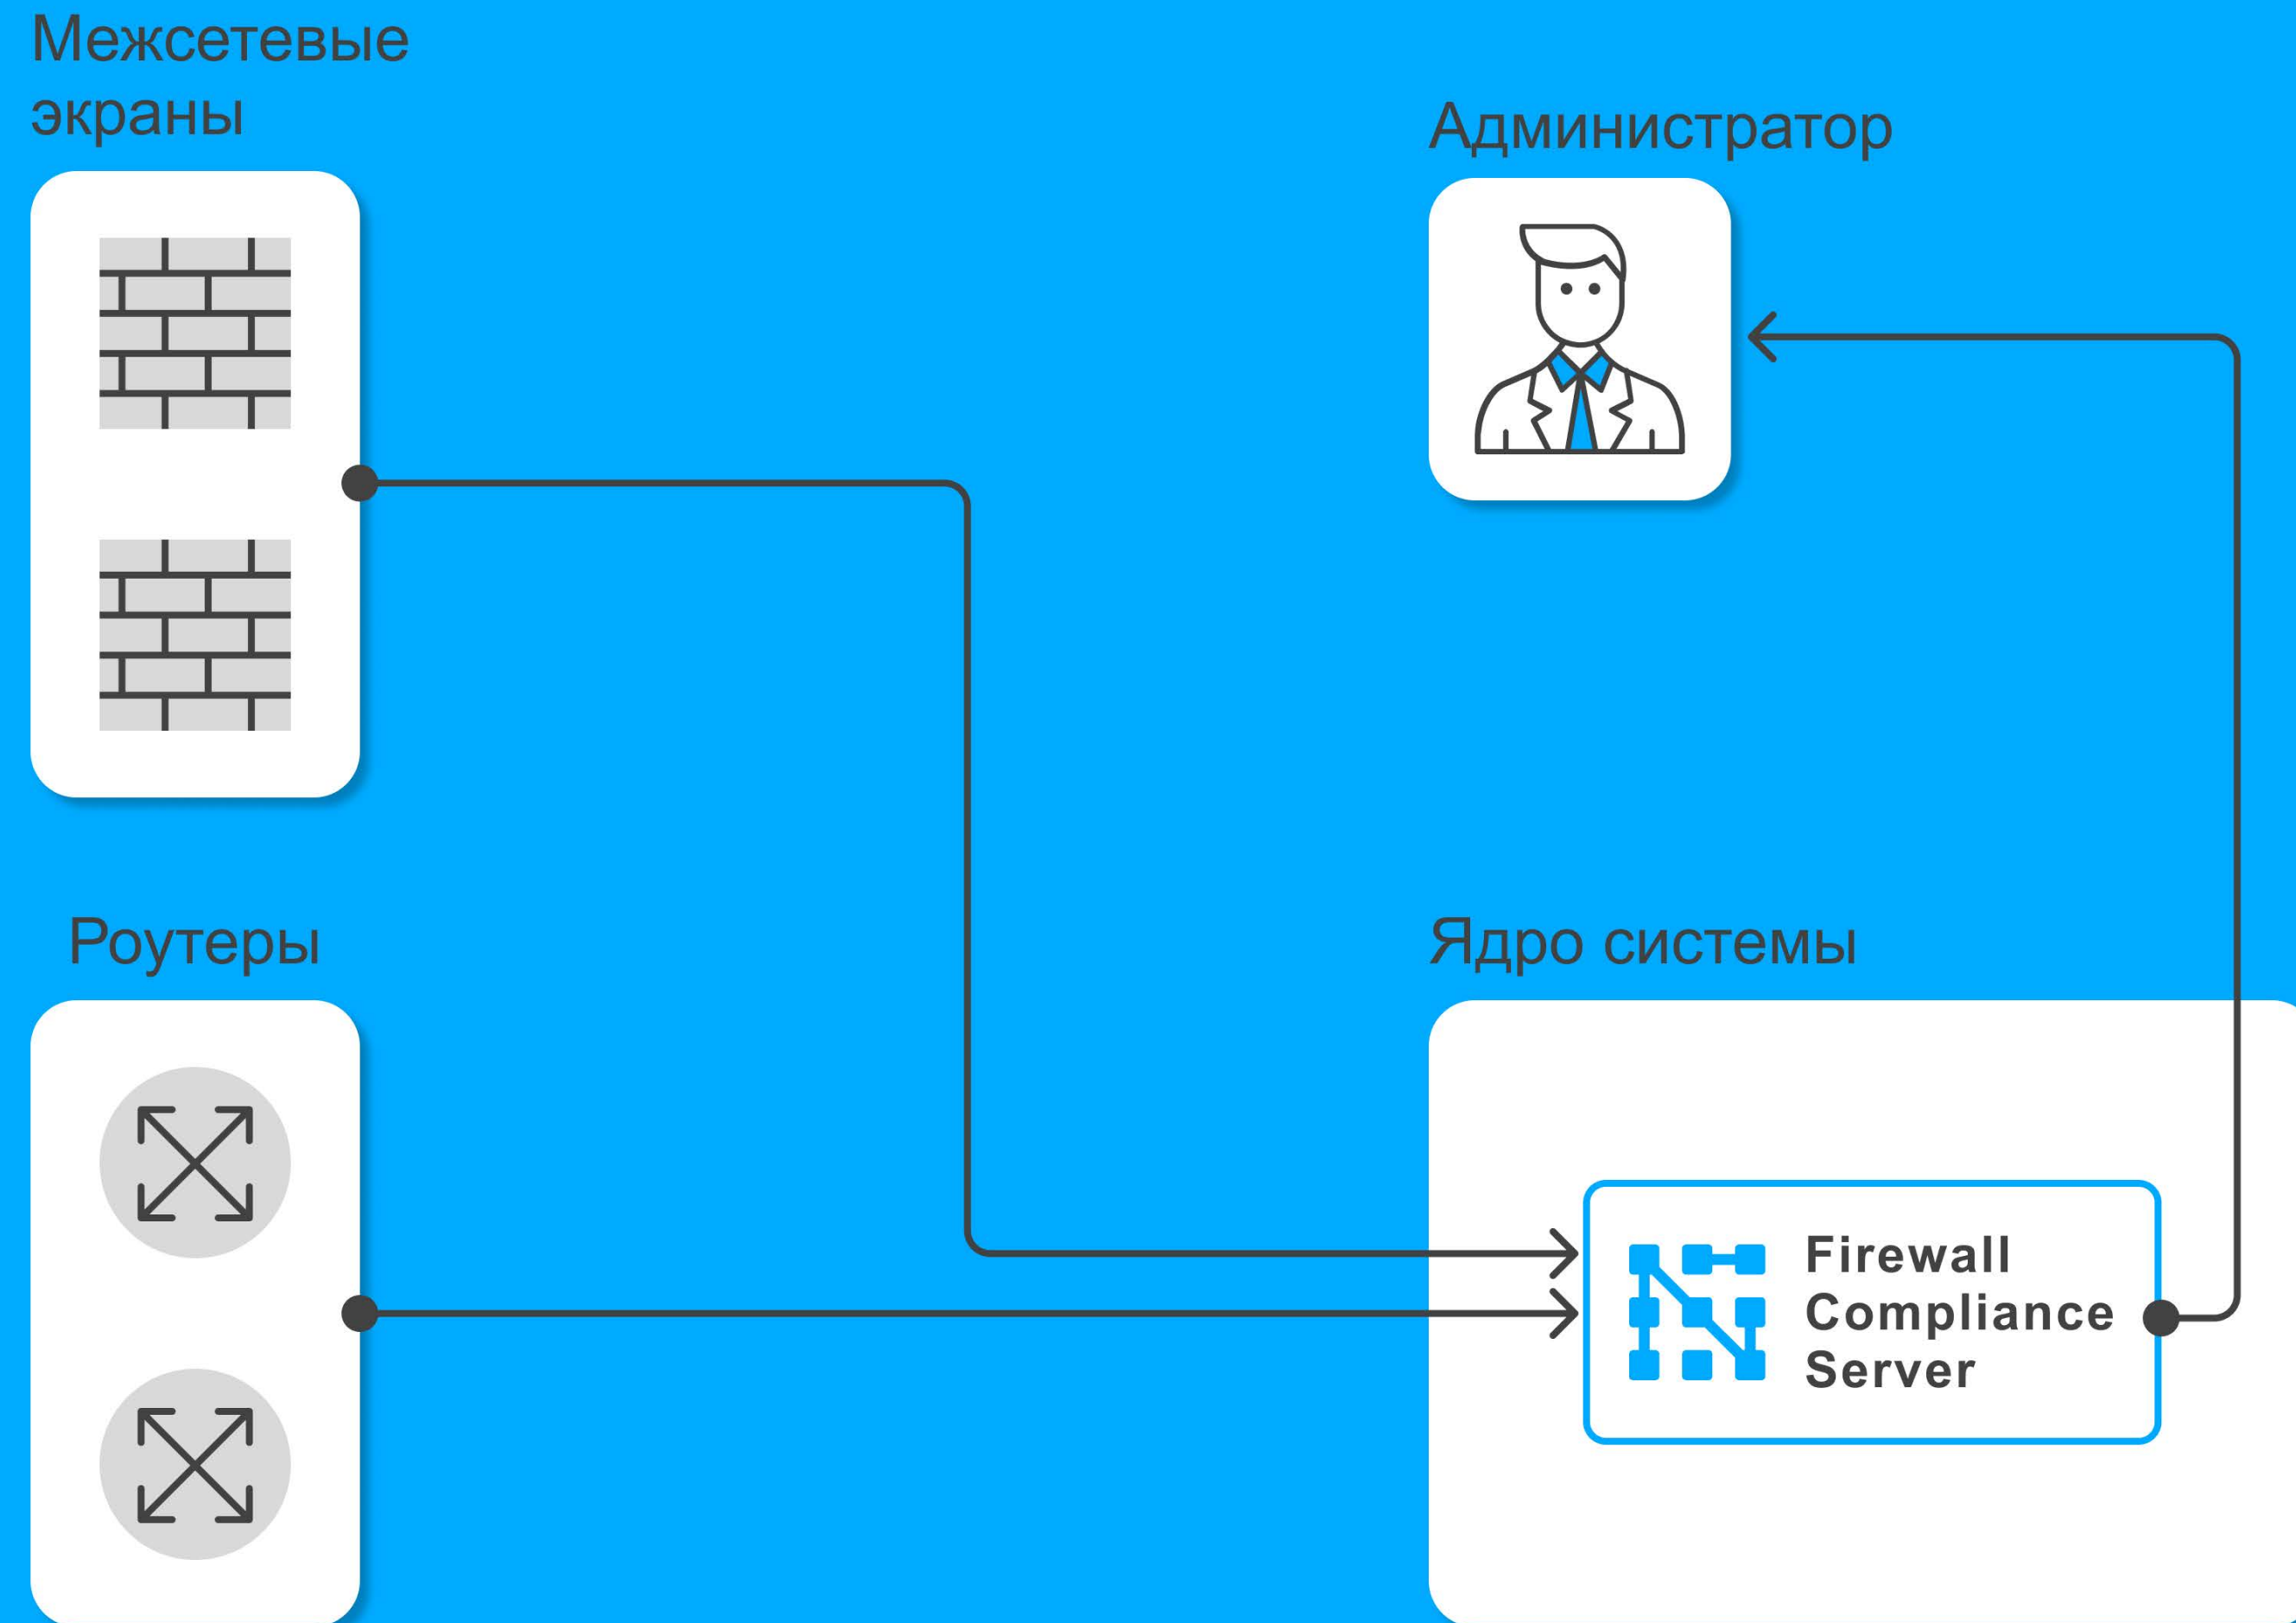 Межсетевые
экраны
Администратор
Роутеры
Ядро системы
Firewall
Compliance
Server